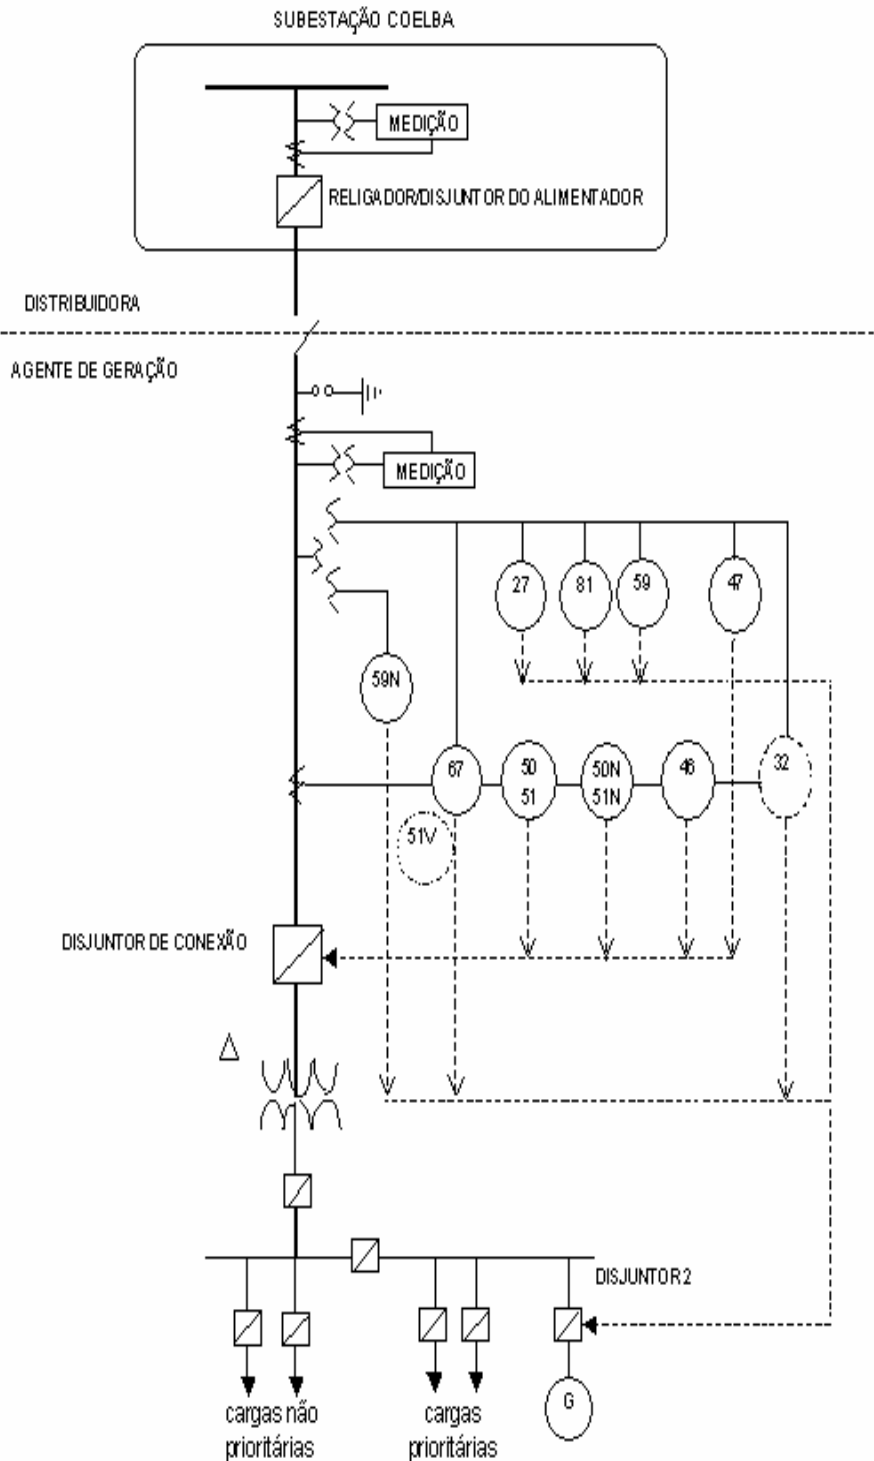 SUBESTAÇÃO COELBA
MEDIÇÃO
RELIGADOR/DISJUNTOR DO ALIMENTADOR
DISTRIBUIDORA
AGENTE DE GERAÇÃO
MEDIÇÃO
27
81
59
47
59N
67
50
51
50N
51N
46
32
51V
DISJUNTOR DE CONEXÃO
DISJUNTOR 2
G
cargas não
prioritárias
cargas
prioritárias